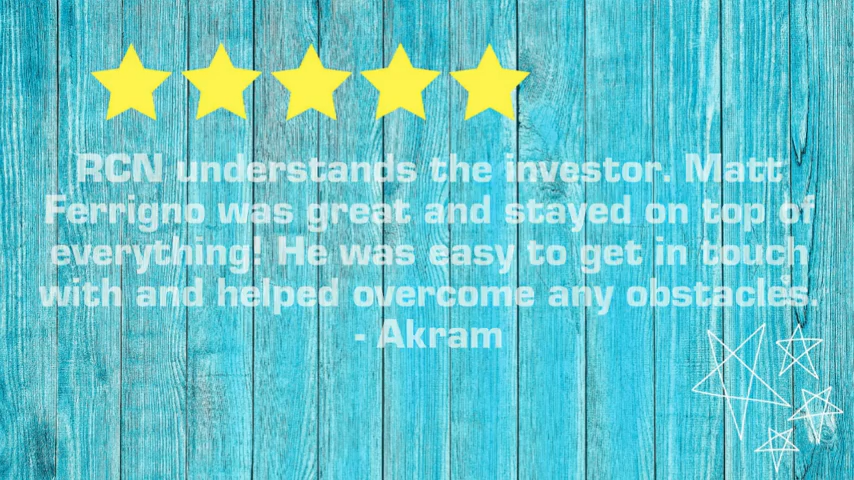 RCN understands the investor. Matt
Ferrigno was great and stayed on top of
everything! He was easy to get in touch
with and helped overcome any obstacles.
- Akram